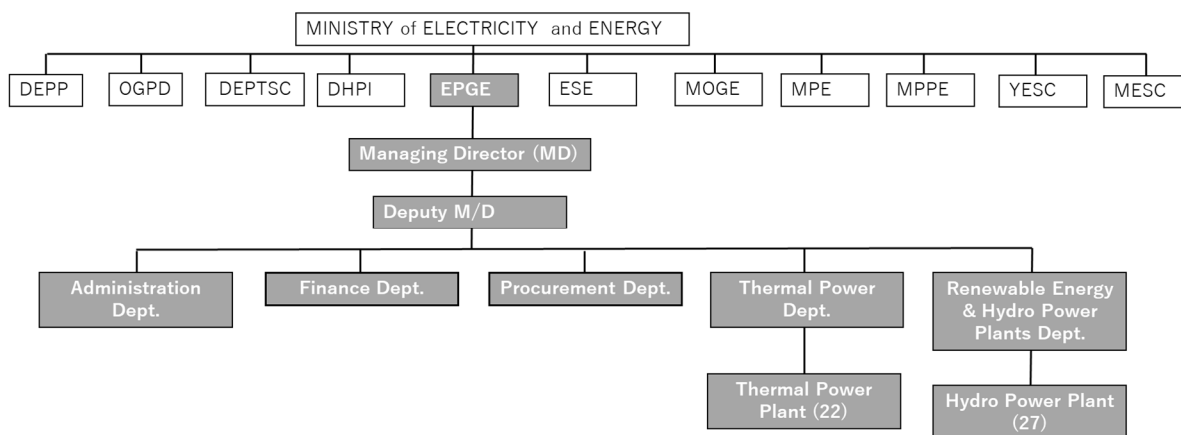 MINISTRY of ELECTRICITY and ENERGY
DEPP
OGPD
DEPTSC
DHPI
EPGE
ESE
MOGE
MPE
MPPE
YESC
MESC
Managing Director (MD)
Deputy M/D
Administration
Dept.
Finance Dept.
Procurement Dept.
Thermal Power
Dept.
Renewable Energy
& Hydro Power
Plants Dept.
Thermal Power
Plant (22)
Hydro Power Plant
(27)